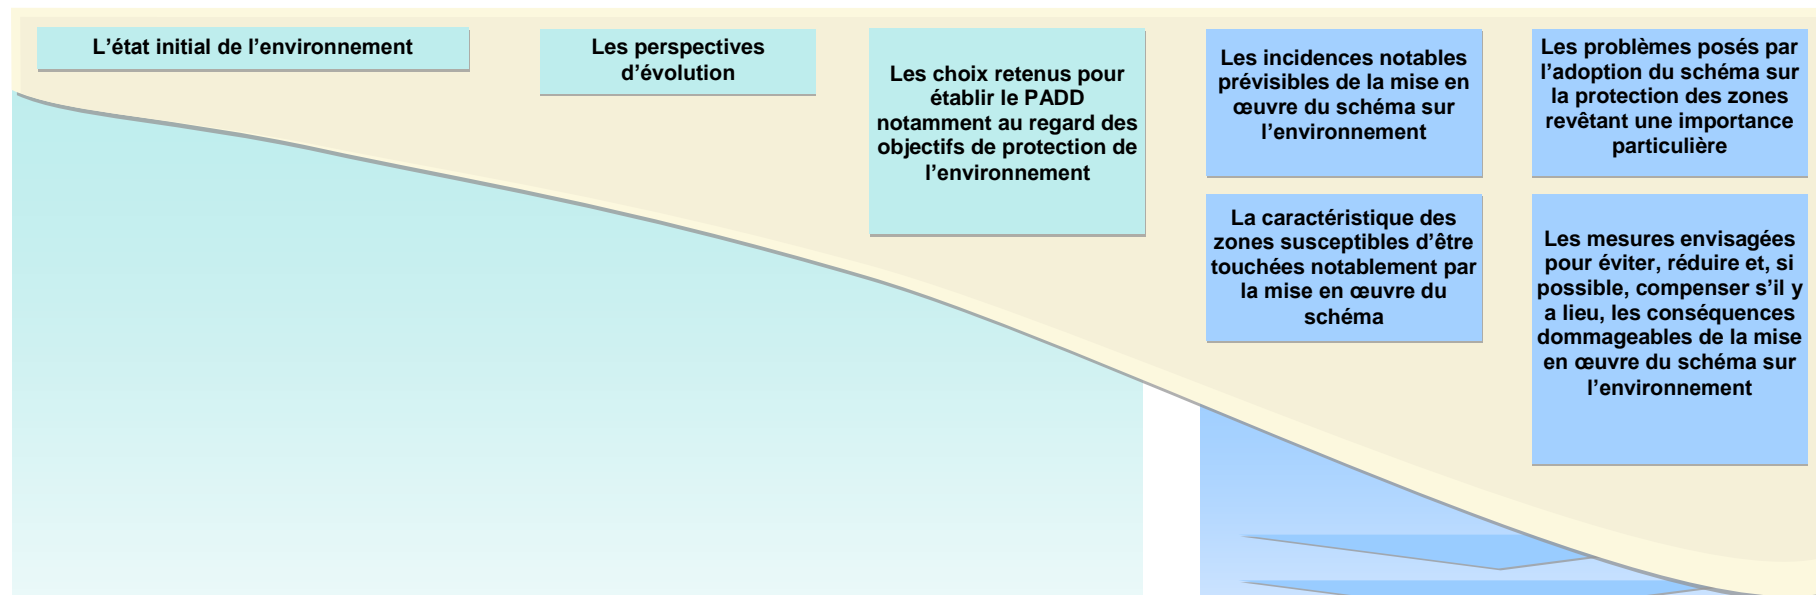 L’état initial de l’environnement
Les perspectives
d’évolution
Les choix retenus pour
établir le PADD
notamment au regard des
objectifs de protection de
l’environnement
Les incidences notables
prévisibles de la mise en
œuvre du schéma sur
l’environnement
La caractéristique des
zones susceptibles d’être
touchées notablement par
la mise en œuvre du
schéma
Les problèmes posés par
l’adoption du schéma sur
la protection des zones
revêtant une importance
particulière
Les mesures envisagées
pour éviter, réduire et, si
possible, compenser s’il y
a lieu, les conséquences
dommageables de la mise
en œuvre du schéma sur
l’environnement